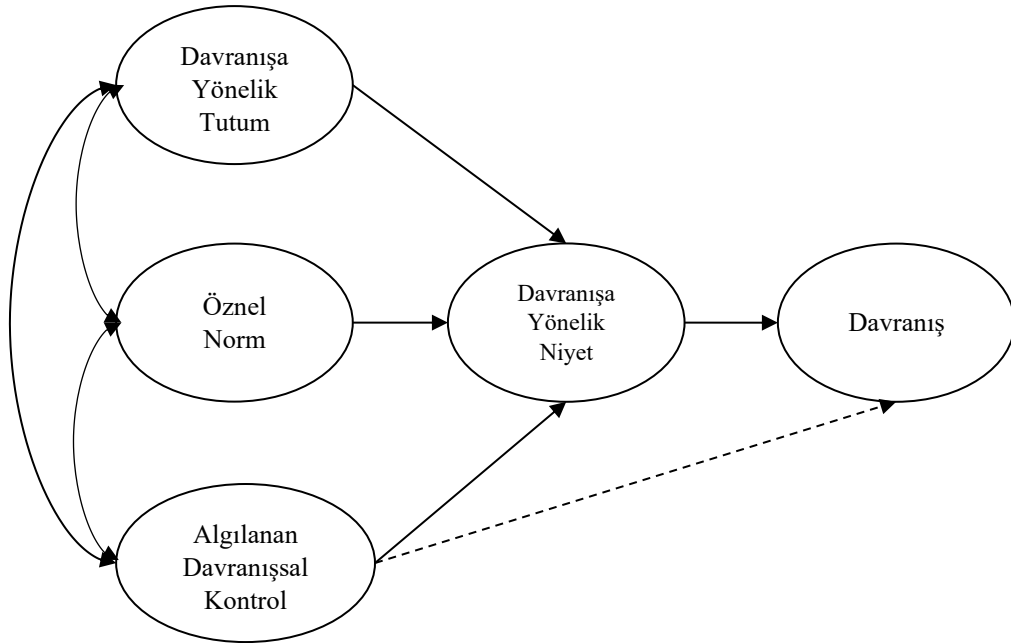 Davranışa
Yönelik
Tutum
Öznel
Norm
Davranışa
Yönelik
Niyet
Davranış
Algılanan
Davranışsal
Kontrol